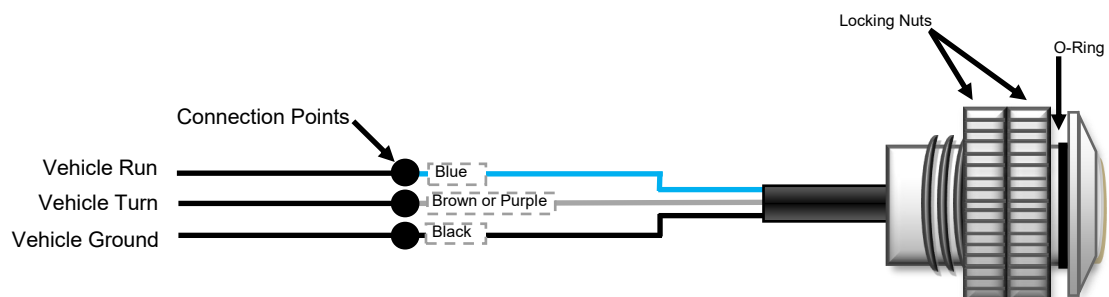 Locking Nuts
O-Ring
Connection Points
Vehicle Run
Blue
Vehicle Turn
Brown or Purple
Vehicle Ground
Black